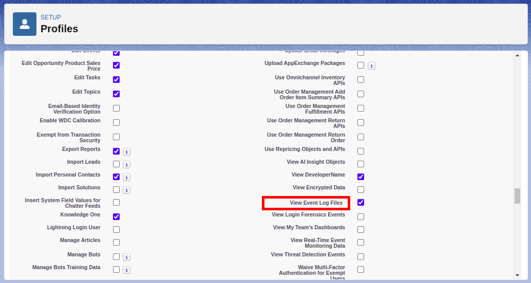 SETUP
Profiles
Edit Events
Update Email Messages
Edit Opportunity Product Sales
Price
Upload AppExchange Packages
i
Edit Tasks
Use Omnichannel Inventory
APIs
Edit Topics
Use Order Management Add
Order Item Summary APIs
Email-Based Identity
Verification Option
Use Order Management
Fulfillment APIs
Enable WDC Calibration
Use Order Management Return
APIs
Exempt from Transaction
Security
Use Order Management Return
Order
Export Reports
i
Use Repricing Objects and APIs
Import Leads
i
View AI Insight Objects
Import Personal Contacts
i
View DeveloperName
Import Solutions
i
View Encrypted Data
Insert System Field Values for
Chatter Feeds
View Event Log Files
Knowledge One
View Login Forensics Events
Lightning Login User
View My Team's Dashboards
Manage Articles
View Real-Time Event
Monitoring Data
Manage Bots
i
View Threat Detection Events
Manage Bots Training Data
i
Waive Multi-Factor
Authentication for Exempt
Users